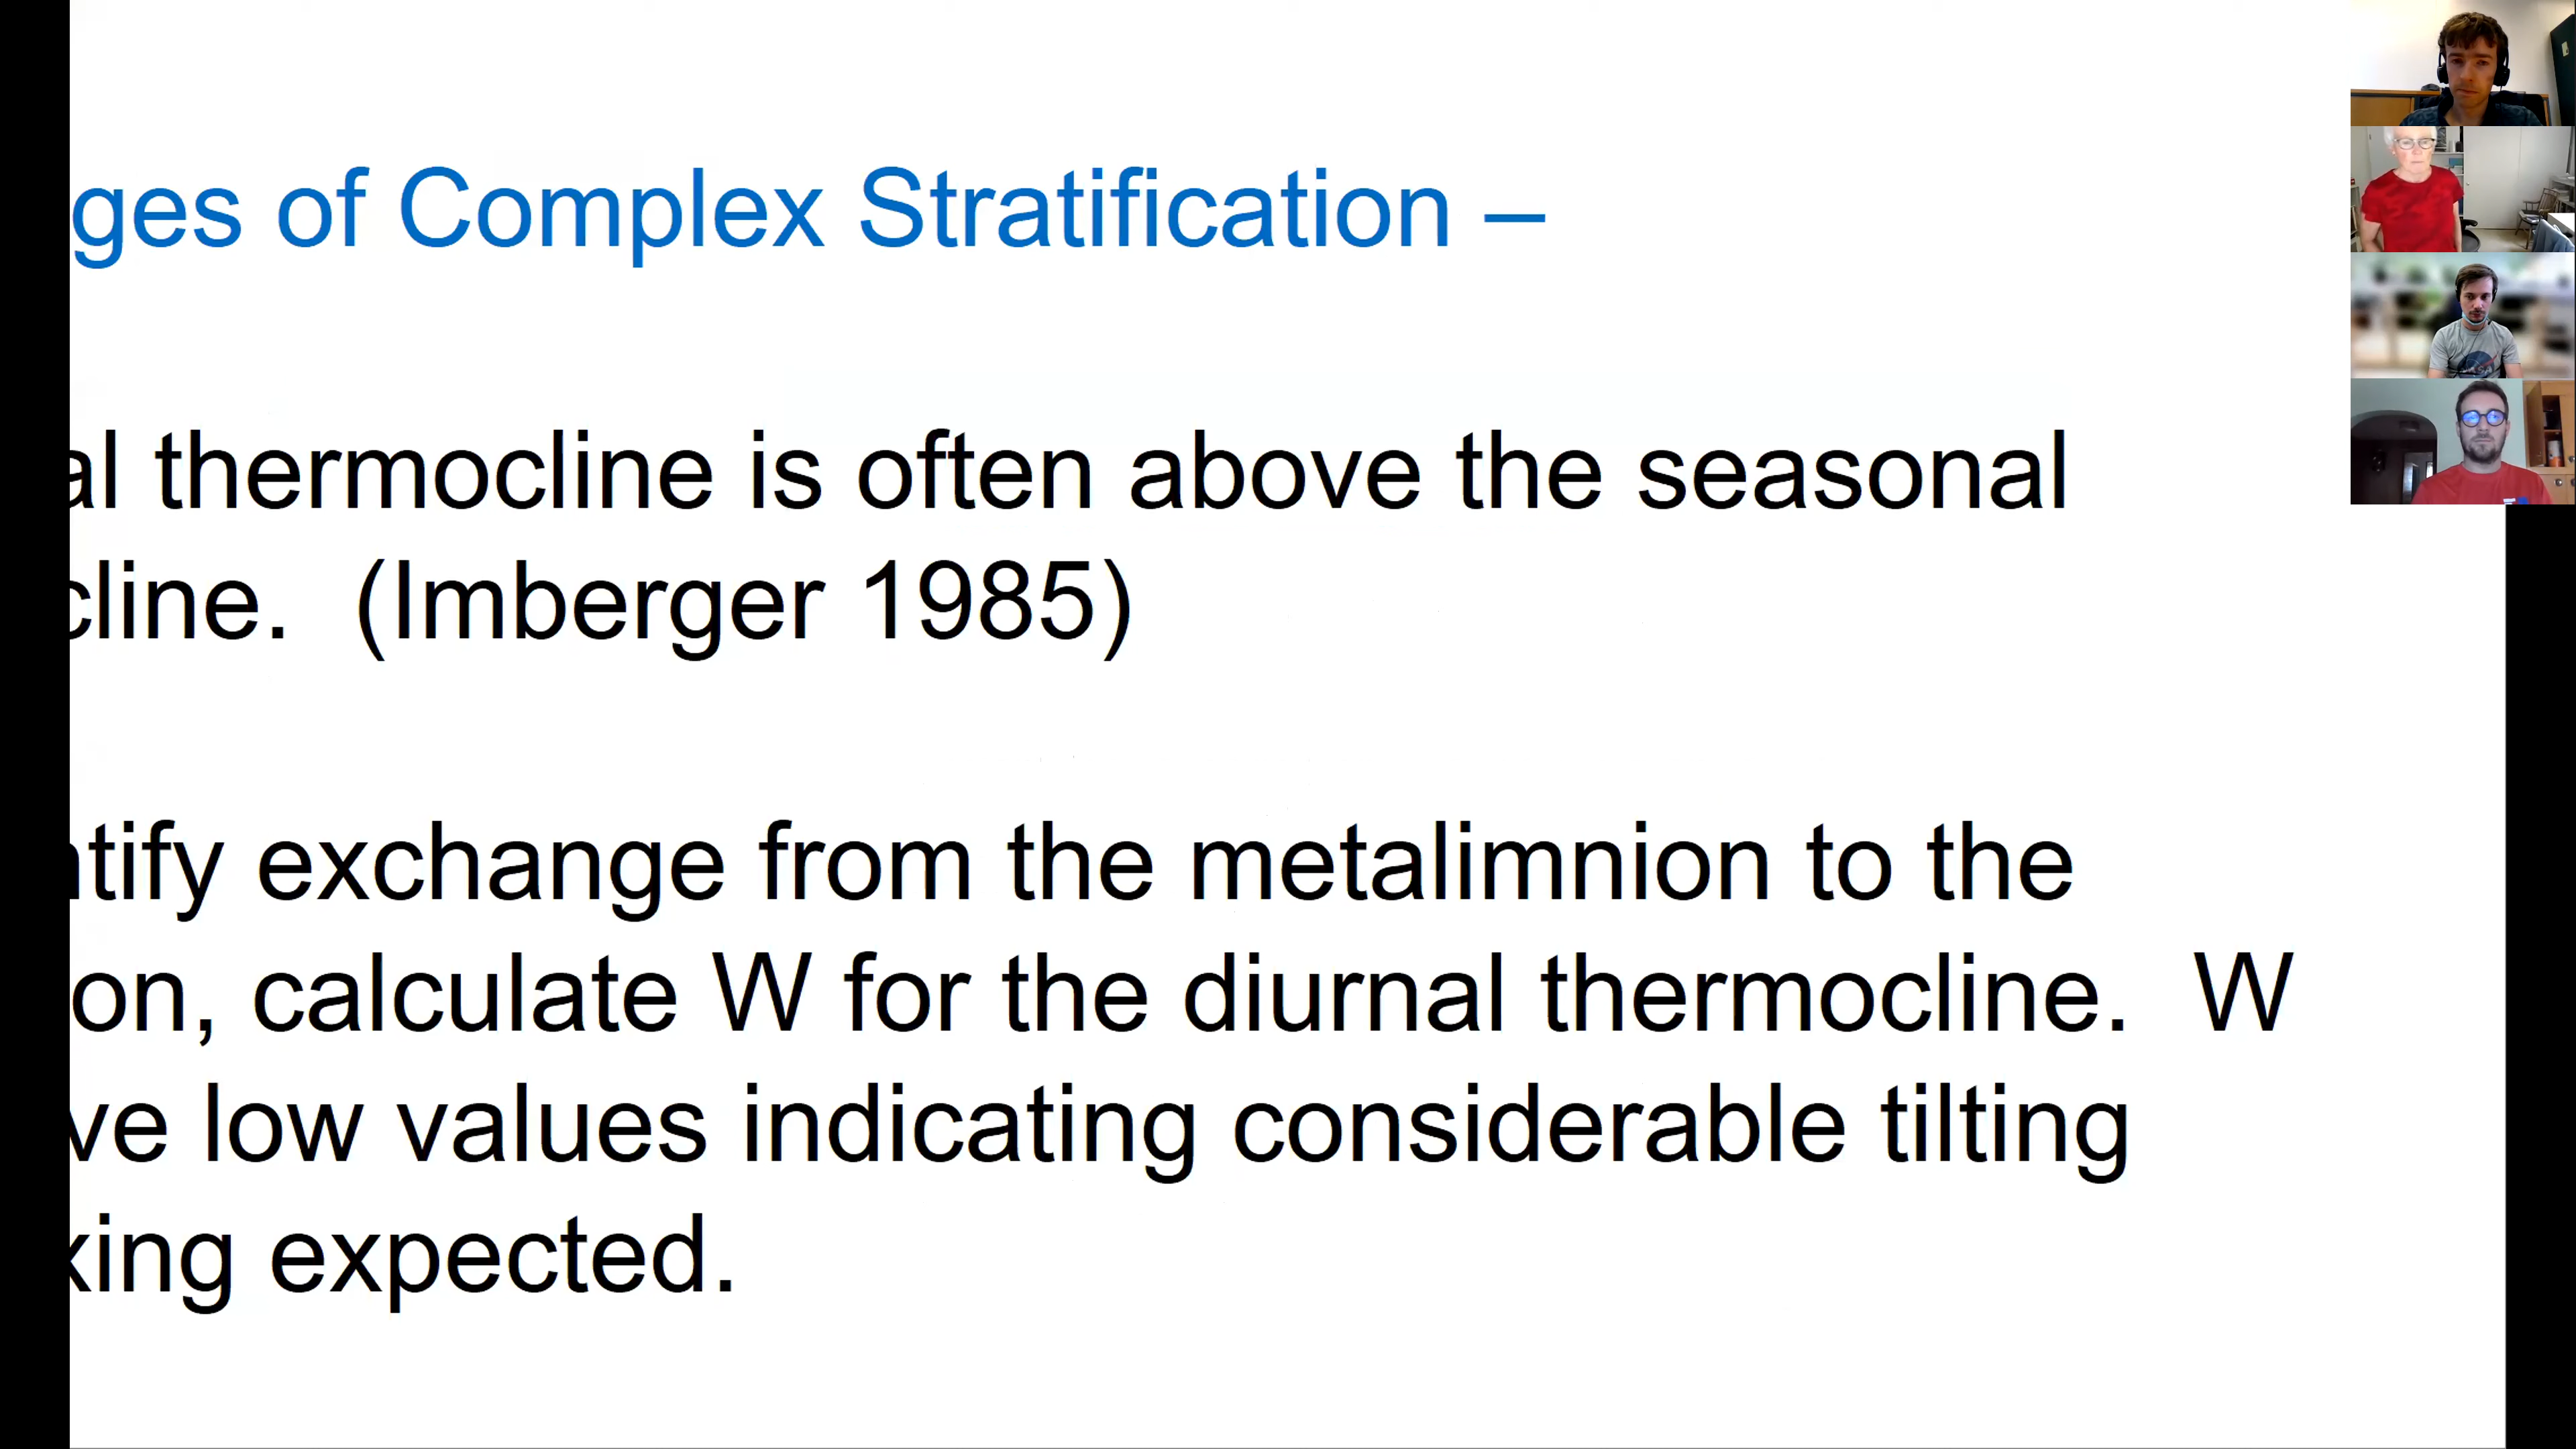 ges of Complex Stratification –
al thermocline is often above the seasonal
cline. (Imberger 1985)
tify exchange from the metalimnion to the
on, calculate W for the diurnal thermocline. W
ve low values indicating considerable tilting
xing expected.